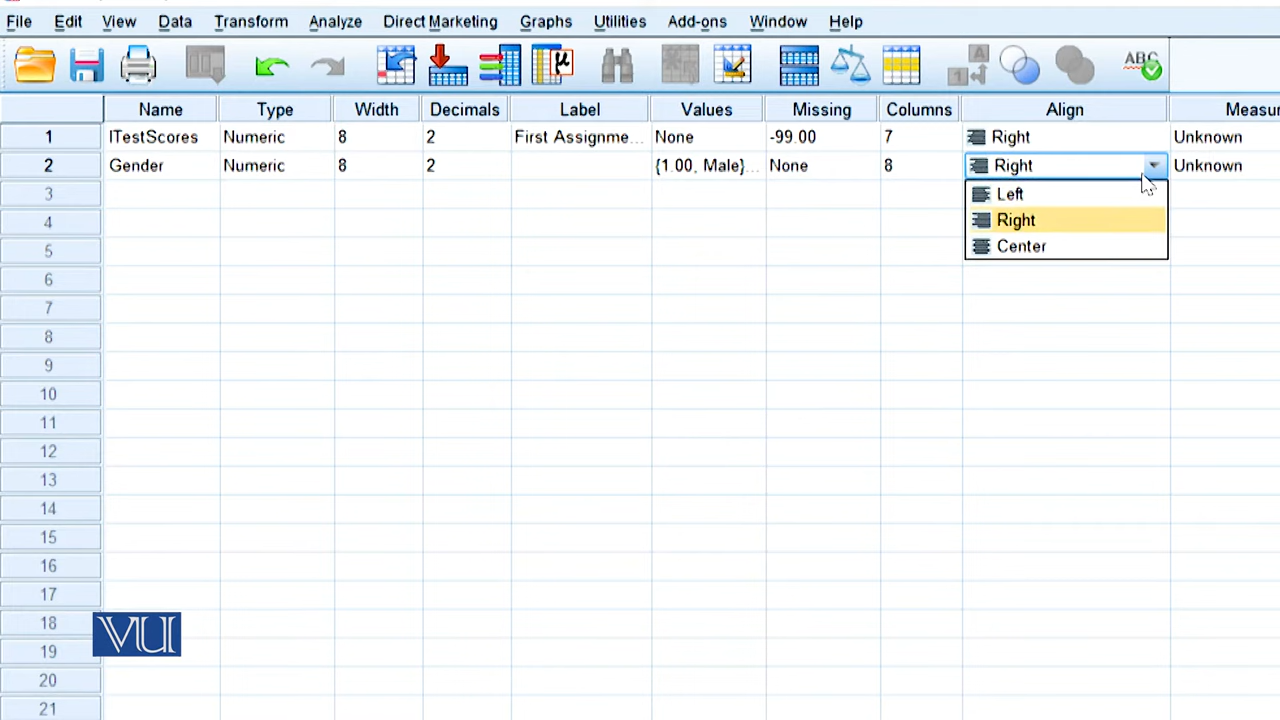 File Edit View Data Transform Analyze Direct Marketing Graphs Utilities Add-ons Window Help
Name Type Width Decimals Label Values Missing Columns Align Measu
1 ITestScores Numeric 8 2 First Assignme... None -99.00 7 Right Unknown
2 Gender Numeric 8 2 {1.00, Male}... None 8 Right Unknown
3 Left
4 Right
5 Center
6
7
8
9
10
11
12
13
14
15
16
17
18
VU
19
20
21